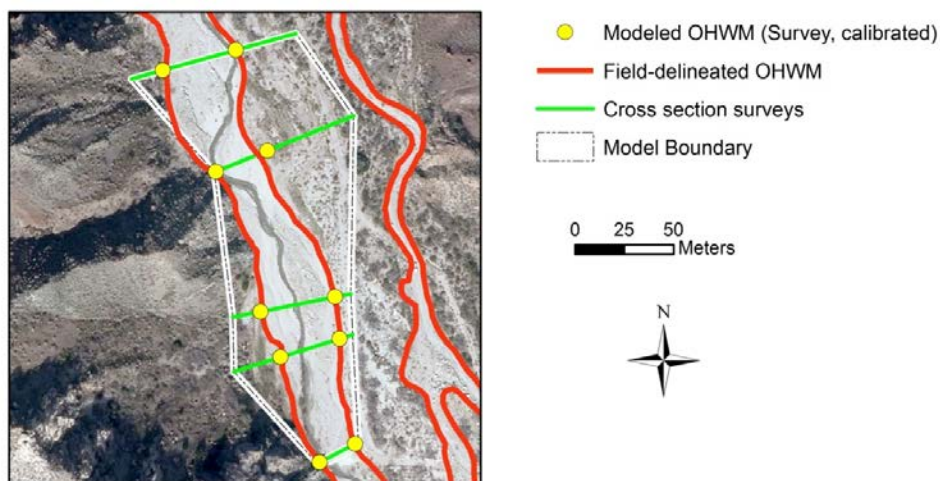 Modeled OHWM (Survey, calibrated)
Field-delineated OHWM
Cross section surveys
Model Boundary
0 25 50
Meters
N